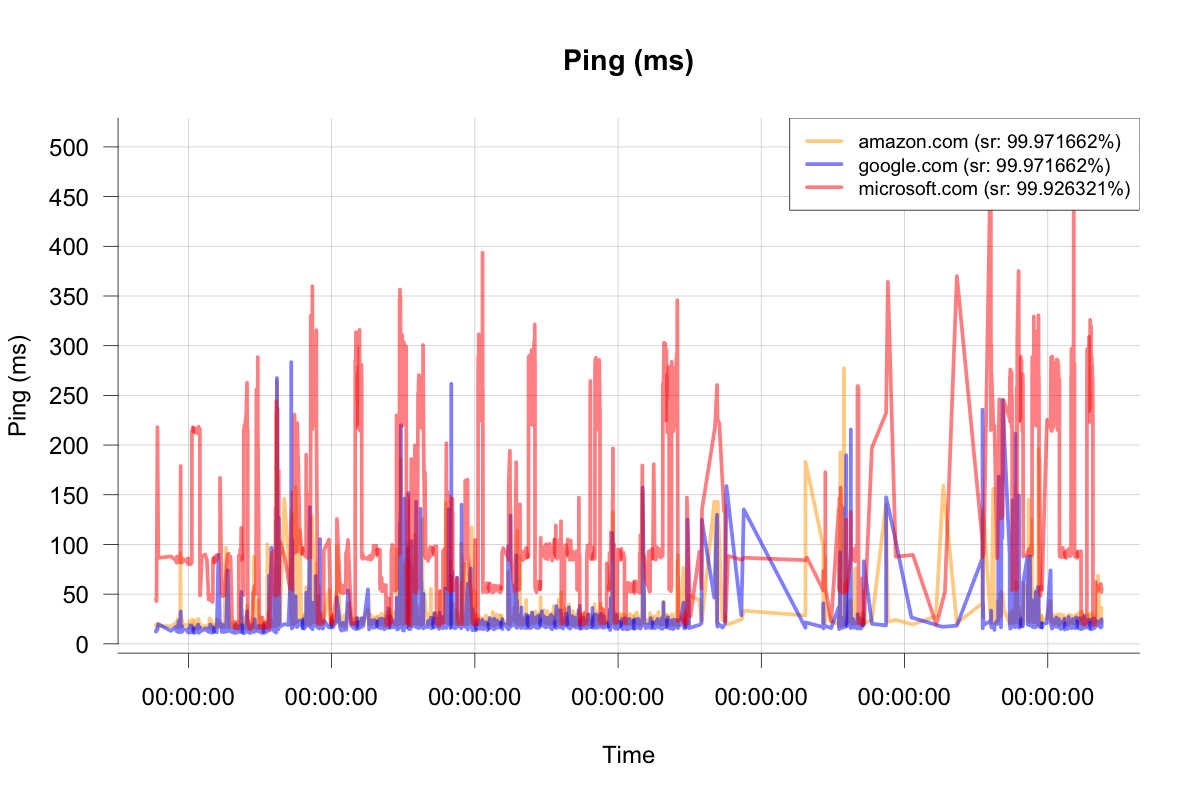 Ping (ms)
amazon.com (sr: 99.971662%)
google.com (sr: 99.971662%)
microsoft.com (sr: 99.926321%)
500
450
400
350
300
250
200
150
100
50
0
Ping (ms)
00:00:00 00:00:00 00:00:00 00:00:00 00:00:00 00:00:00 00:00:00
Time